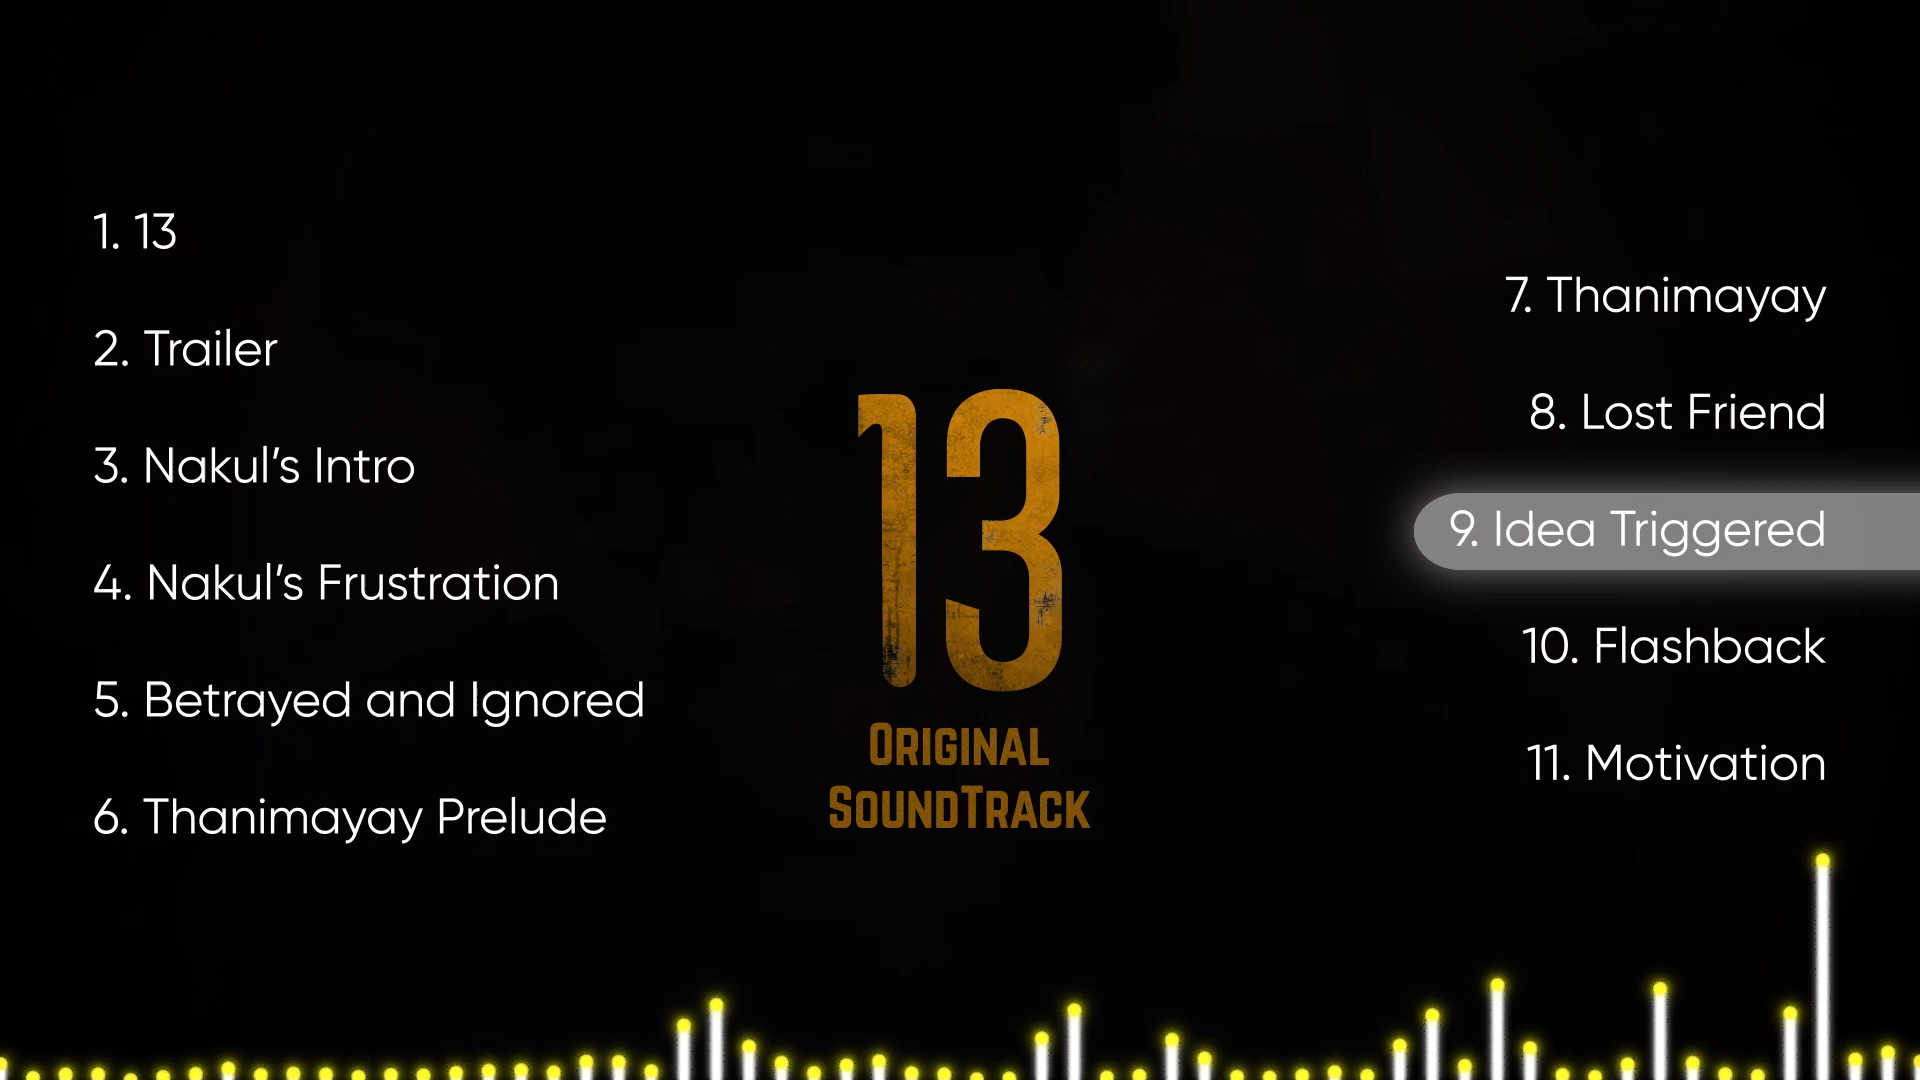 1. 13
2. Trailer
3. Nakul's Intro
4. Nakul's Frustration
5. Betrayed and Ignored
6. Thanimayay Prelude
13
Original
SoundTrack
7. Thanimayay
8. Lost Friend
9. Idea Triggered
10. Flashback
11. Motivation